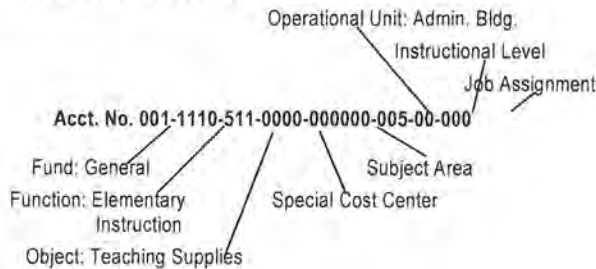 Operational Unit: Admin. Bldg.
Instructional Level
Job Assignment
Acct. No. 001-1110-511-0000-000000-005-00-000
Fund: General
Subject Area
Function: Elementary
Instruction
Special Cost Center
Object: Teaching Supplies